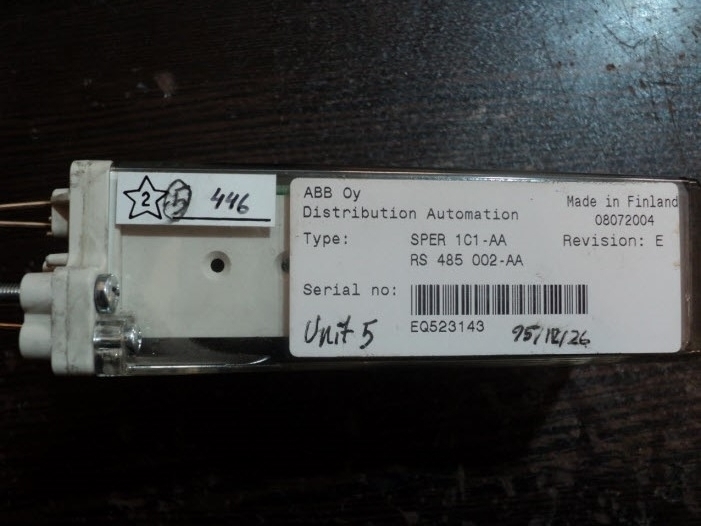 2
5 446
ABB Oy
Distribution Automation
Made in Finland
08072004
Type: SPER 1C1-AA Revision: E
RS 485 002-AA
Serial no:
EQ523143
Unit 5
95/12/26